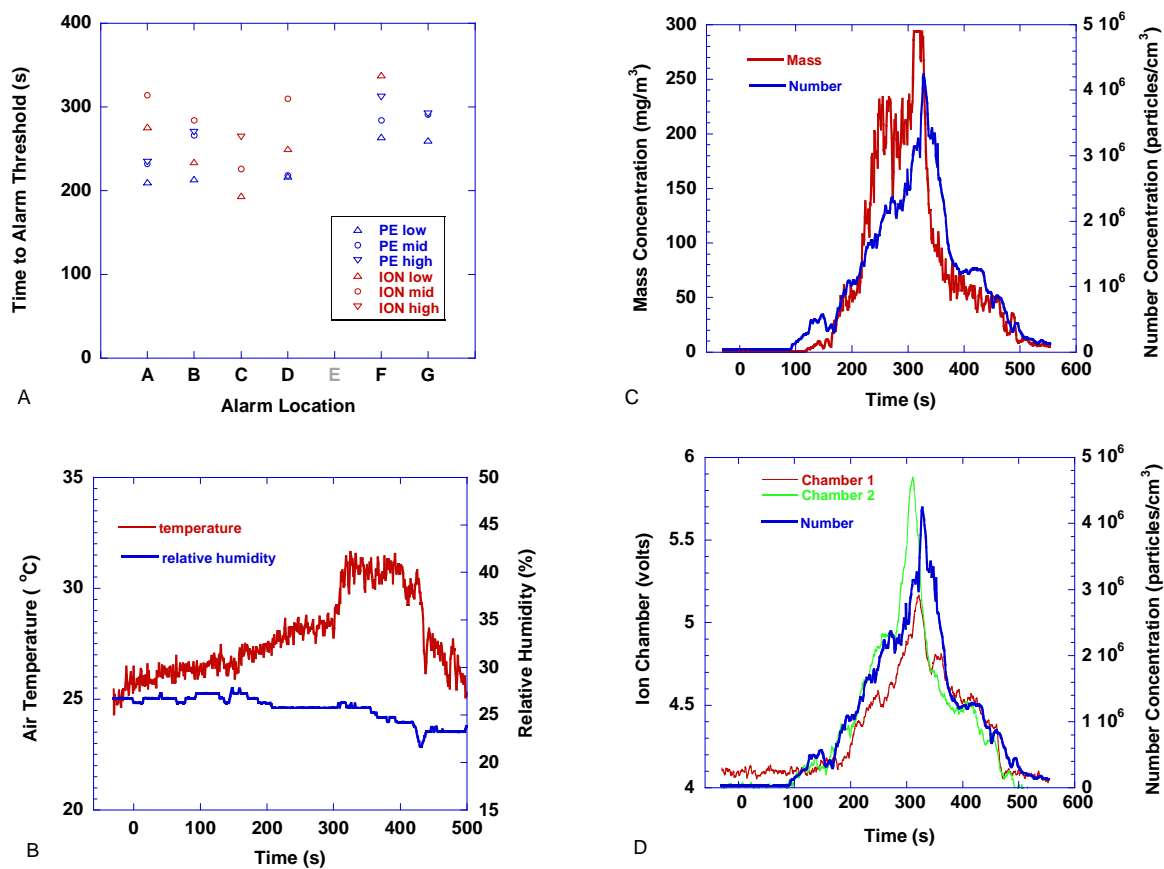 400
300
200
100
0
Time to Alarm Threshold (s)
PE low
PE mid
PE high
ION low
ION mid
ION high
A B C D E F G
Alarm Location
A
300
250
200
150
100
50
0
Mass Concentration (mg/m3)
Mass
Number
5 10^6
4 10^6
3 10^6
2 10^6
1 10^6
0
Number Concentration (particles/cm3)
0 100 200 300 400 500 600
Time (s)
C
35
30
25
20
Air Temperature ( oC)
temperature
relative humidity
50
45
40
35
30
25
20
15
Relative Humidity (%)
0 100 200 300 400 500
Time (s)
B
6
5.5
5
4.5
4
Ion Chamber (volts)
Chamber 1
Chamber 2
Number
5 10^6
4 10^6
3 10^6
2 10^6
1 10^6
0
Number Concentration (particles/cm3)
0 100 200 300 400 500 600
Time (s)
D